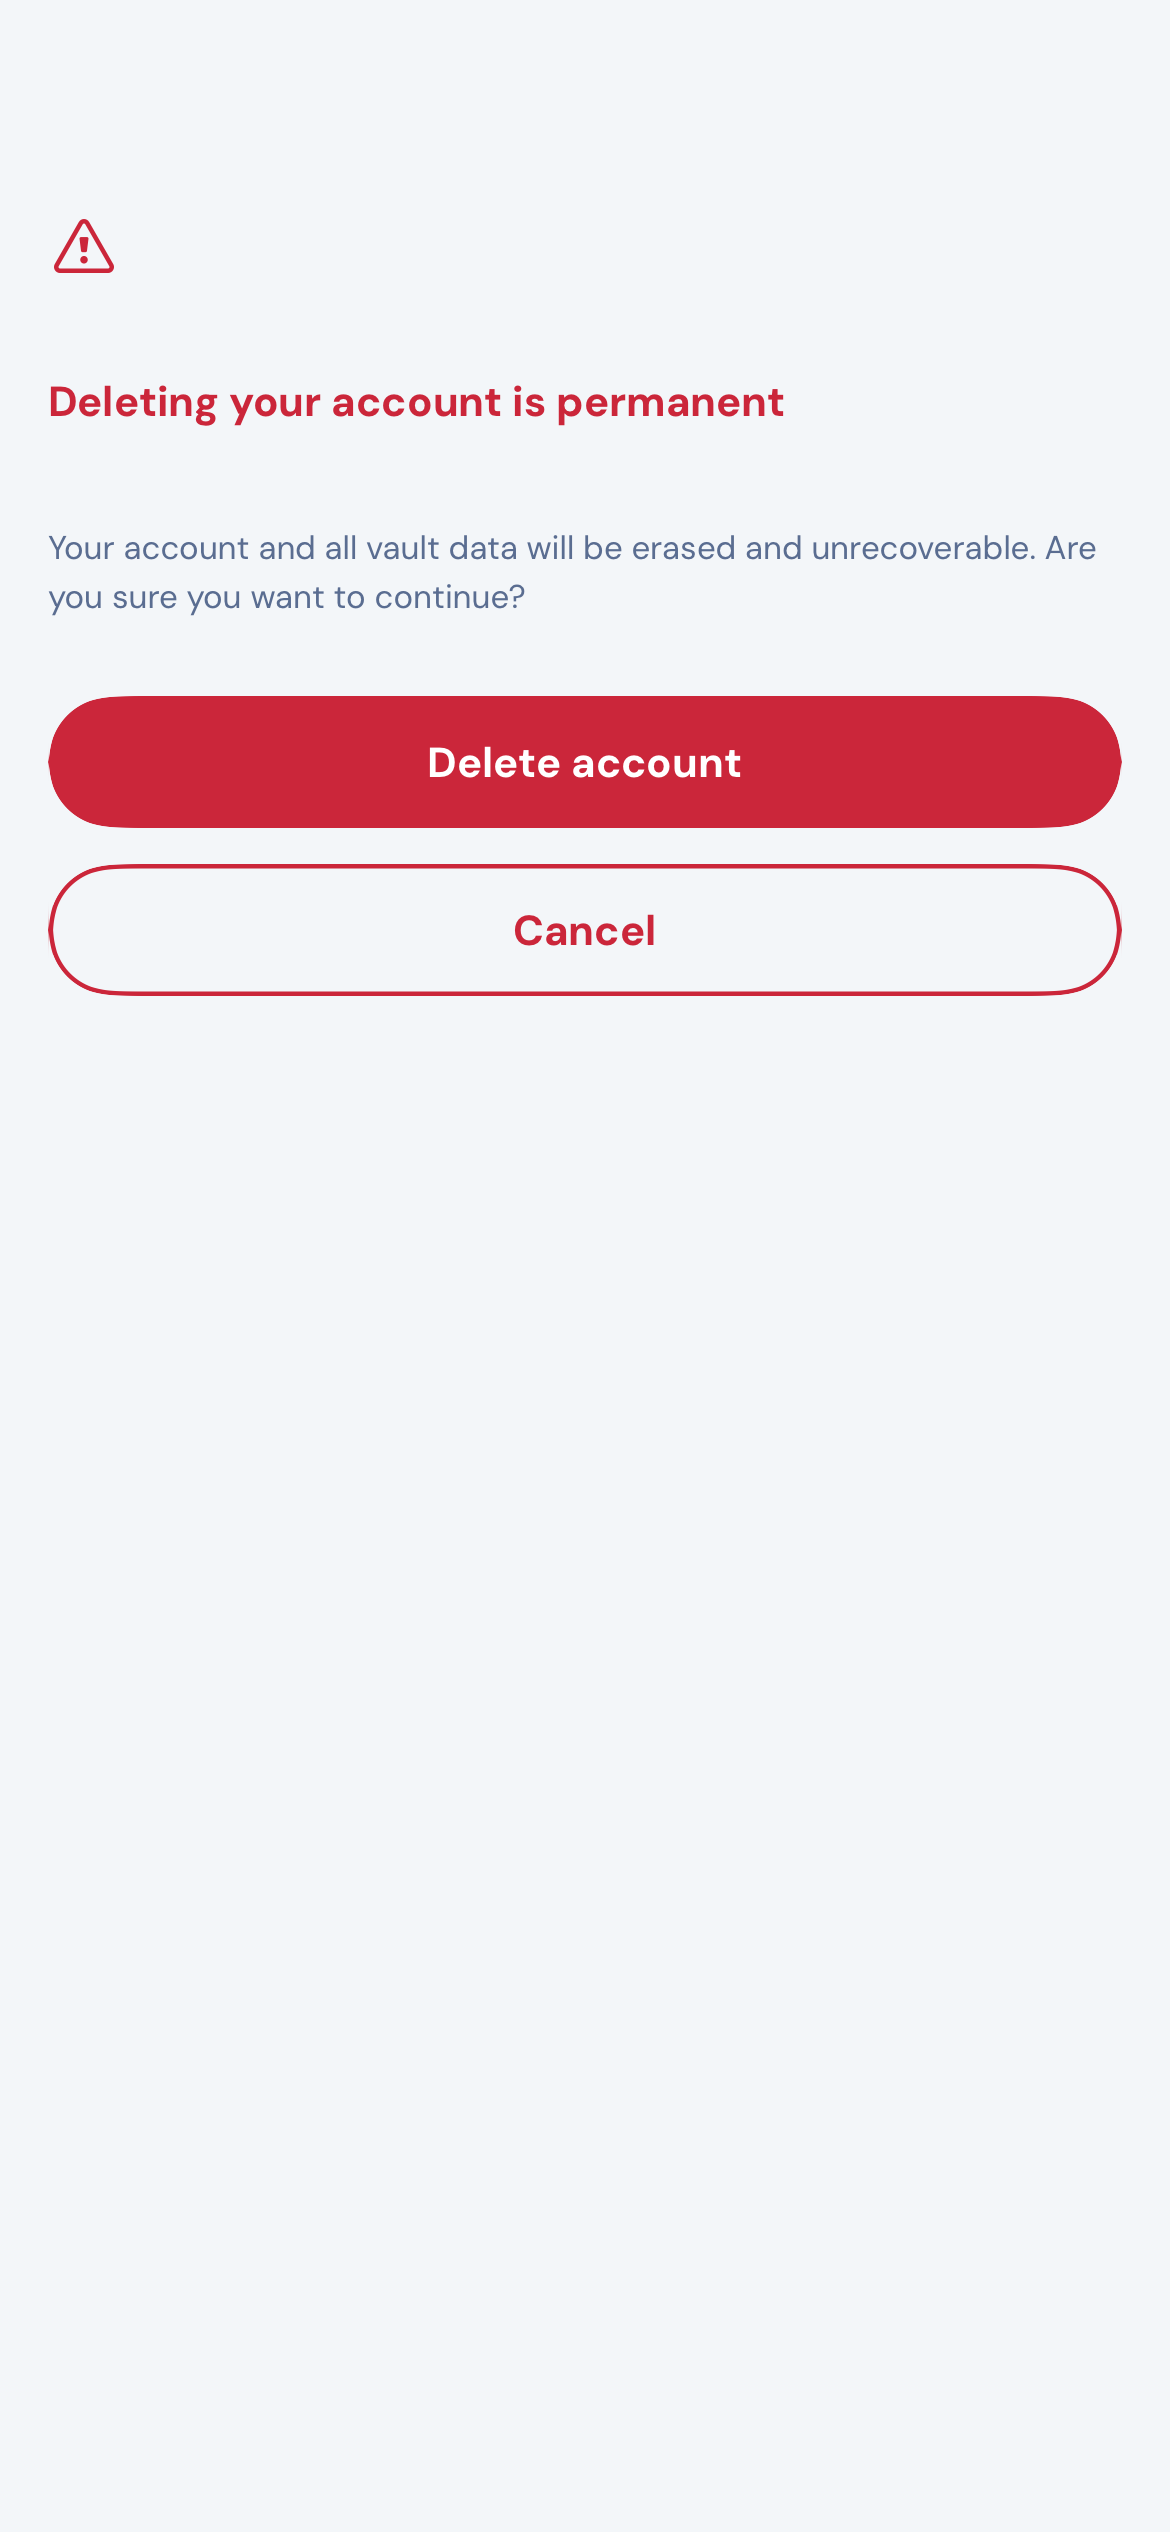 Deleting your account is permanent
Your account and all vault data will be erased and unrecoverable. Are
you sure you want to continue?
Delete account
Cancel